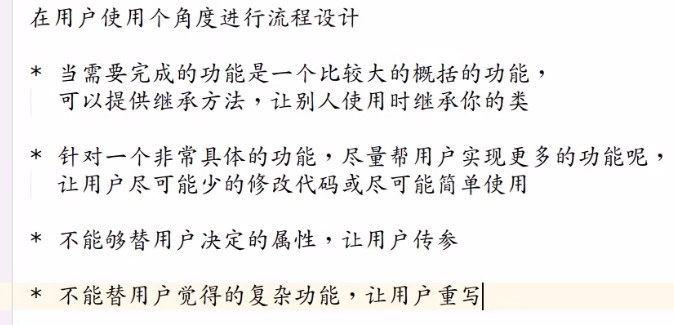 在用户使用个角度进行流程设计
* 当需要完成的功能是一个比较大的概括的功能，
可以提供继承方法，让别人使用时继承你的类
* 针对一个非常具体的功能，尽量帮用户实现更多的功能呢，
让用户尽可能少的修改代码或尽可能简单使用
* 不能够替用户决定的属性，让用户传参
* 不能替用户觉得的复杂功能，让用户重写